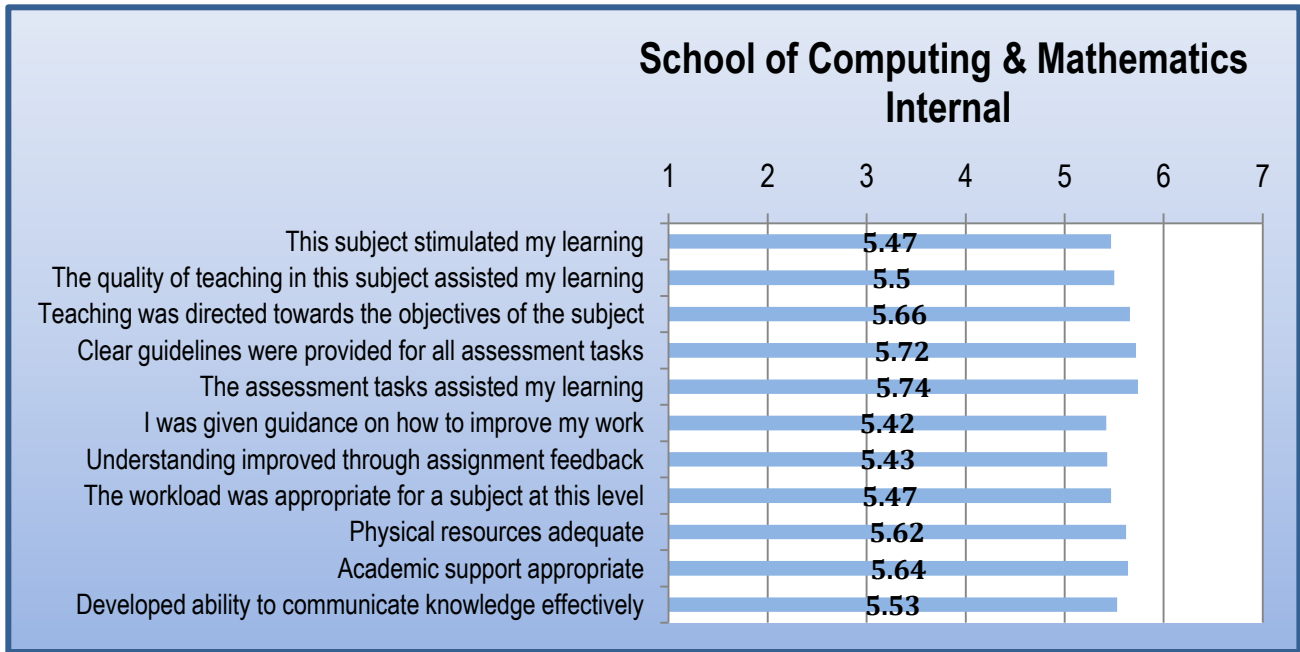 School of Computing & Mathematics
Internal
1 2 3 4 5 6 7
This subject stimulated my learning 5.47
The quality of teaching in this subject assisted my learning 5.5
Teaching was directed towards the objectives of the subject 5.66
Clear guidelines were provided for all assessment tasks 5.72
The assessment tasks assisted my learning 5.74
I was given guidance on how to improve my work 5.42
Understanding improved through assignment feedback 5.43
The workload was appropriate for a subject at this level 5.47
Physical resources adequate 5.62
Academic support appropriate 5.64
Developed ability to communicate knowledge effectively 5.53